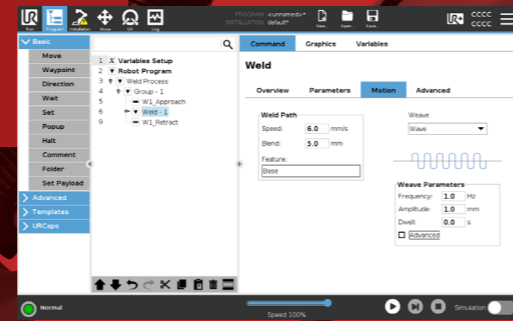 PROGRAM <unnamed>*
INSTALLATION default*
Run
Program
Installation
Move
I/O
Log
New...
Open...
Save...
CCCC
CCCC
Basic
Move
Waypoint
Direction
Wait
Set
Popup
Halt
Comment
Folder
Set Payload
Advanced
Templates
URCaps
1 X Variables Setup
2 Robot Program
3 Weld Process
4 Group - 1
5 W1_Approach
6 Weld - 1
9 W1_Retract
Command Graphics Variables
Weld
Overview Parameters Motion Advanced
Weld Path
Speed: 6.0 mm/s
Blend: 5.0 mm
Feature:
Base
Weave
Wave
Weave Parameters
Frequency: 1.0 Hz
Amplitude: 1.0 mm
Dwell: 0.0 s
Advanced
Normal
Speed 100%
Simulation